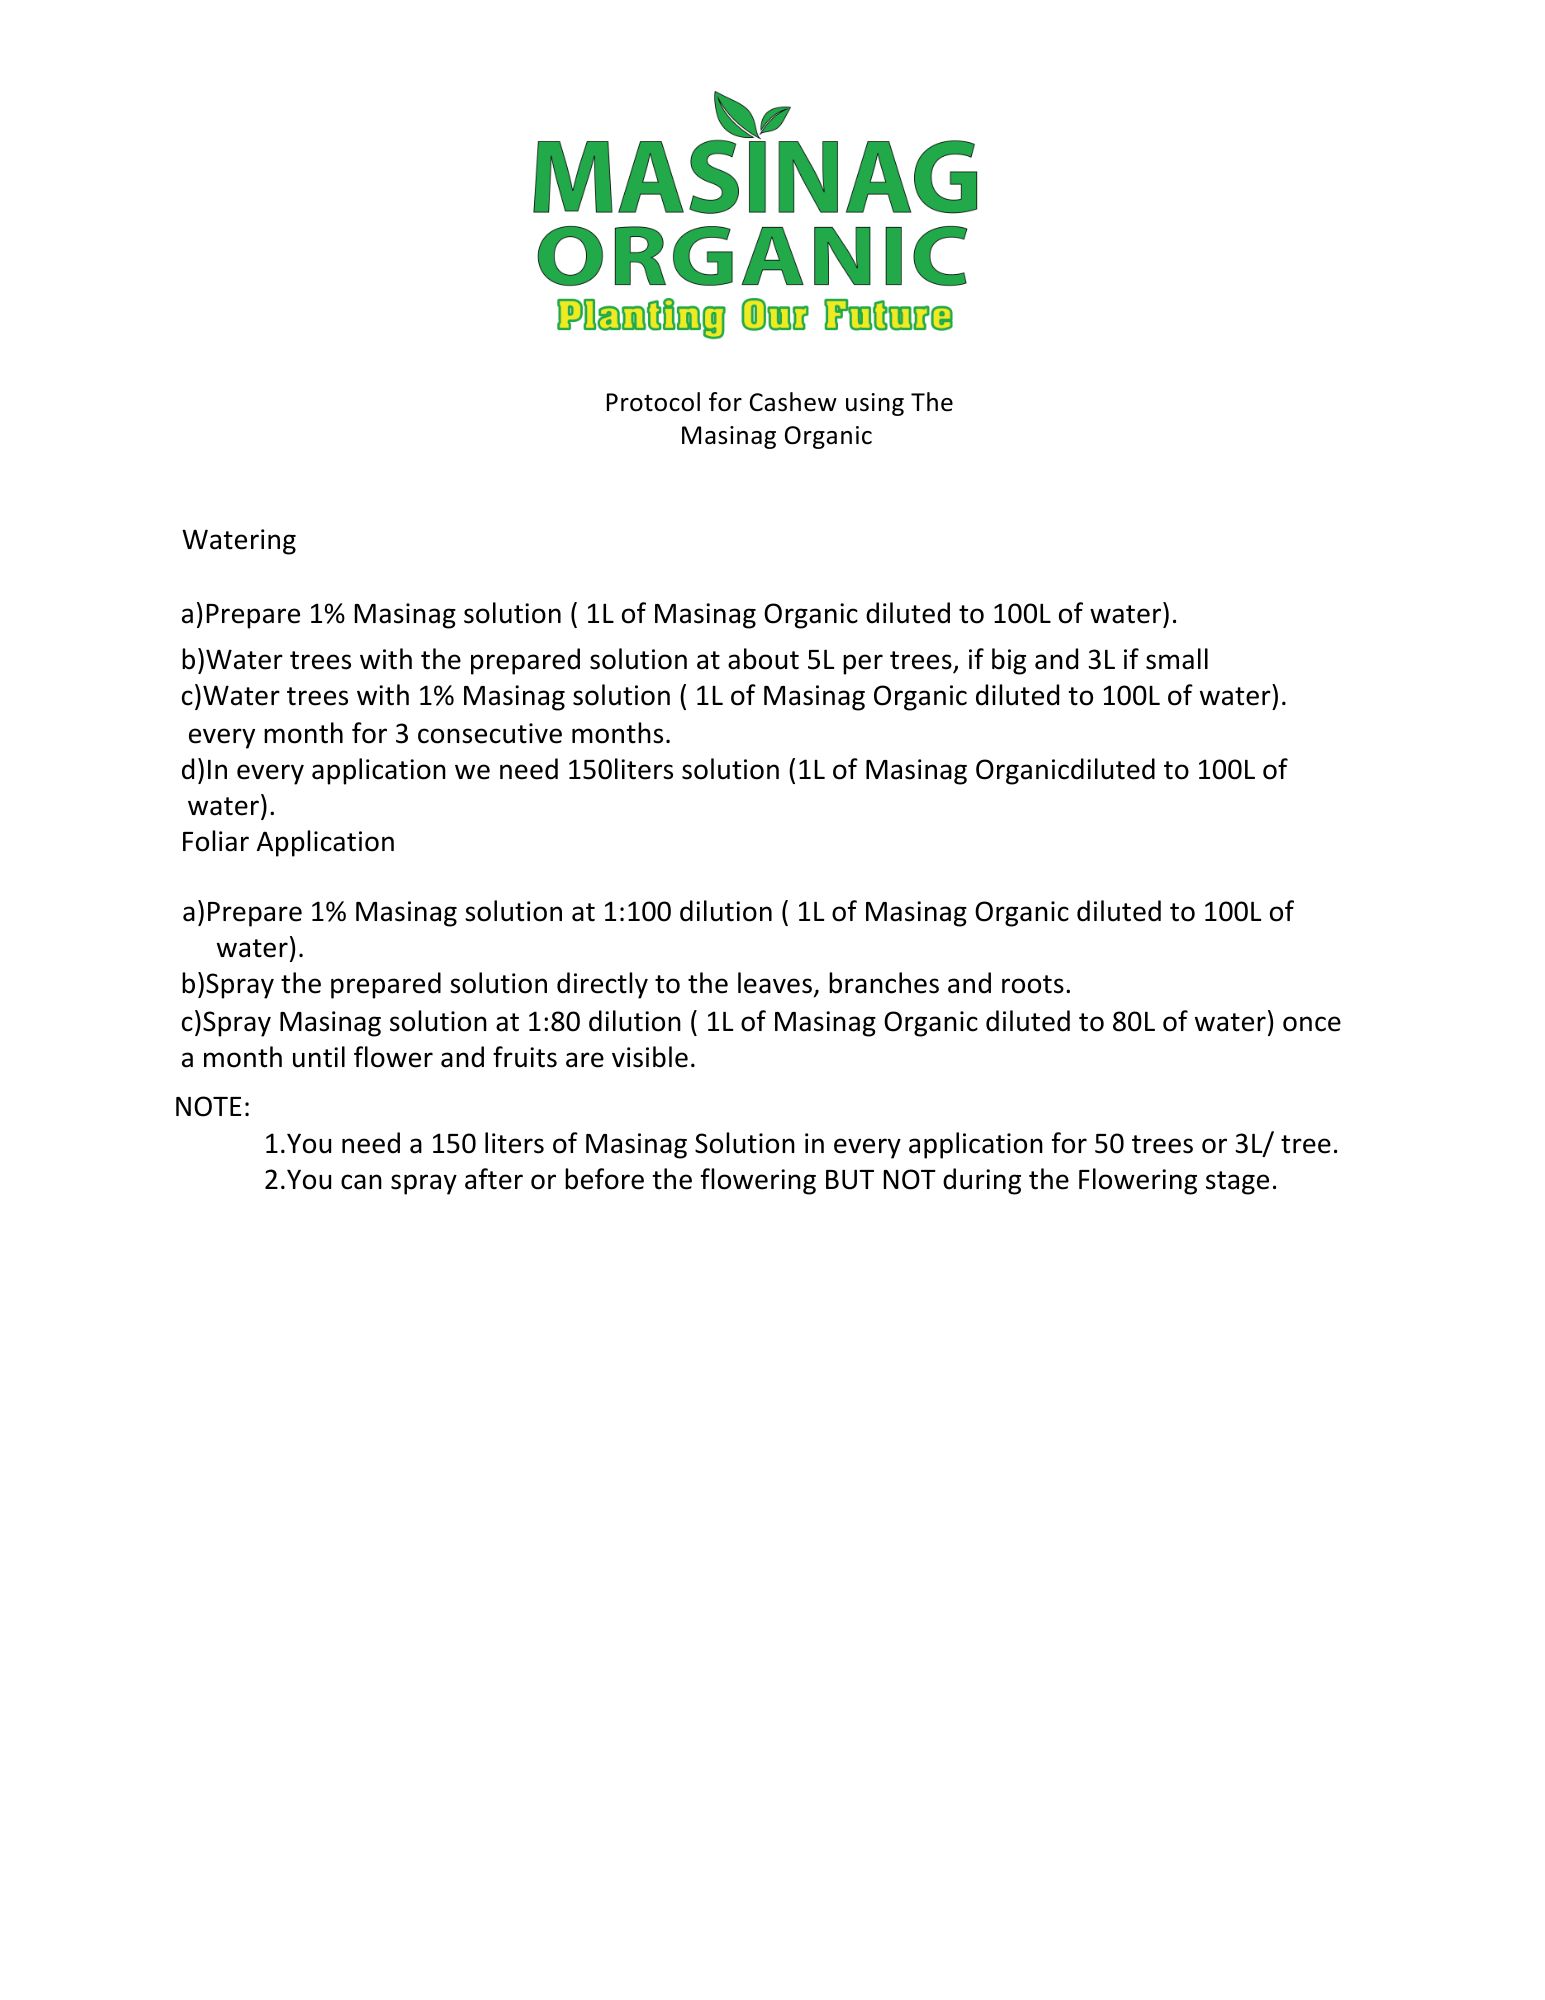 MASINAG
ORGANIC
Planting Our Future
Protocol for Cashew using The
Masinag Organic
Watering
a)Prepare 1% Masinag solution ( 1L of Masinag Organic diluted to 100L of water).
b)Water trees with the prepared solution at about 5L per trees, if big and 3L if small
c)Water trees with 1% Masinag solution ( 1L of Masinag Organic diluted to 100L of water).
every month for 3 consecutive months.
d)In every application we need 150liters solution (1L of Masinag Organicdiluted to 100L of
water).
Foliar Application
a)Prepare 1% Masinag solution at 1:100 dilution ( 1L of Masinag Organic diluted to 100L of
water).
b)Spray the prepared solution directly to the leaves, branches and roots.
c)Spray Masinag solution at 1:80 dilution ( 1L of Masinag Organic diluted to 80L of water) once
a month until flower and fruits are visible.
NOTE:
1.You need a 150 liters of Masinag Solution in every application for 50 trees or 3L/ tree.
2.You can spray after or before the flowering BUT NOT during the Flowering stage.